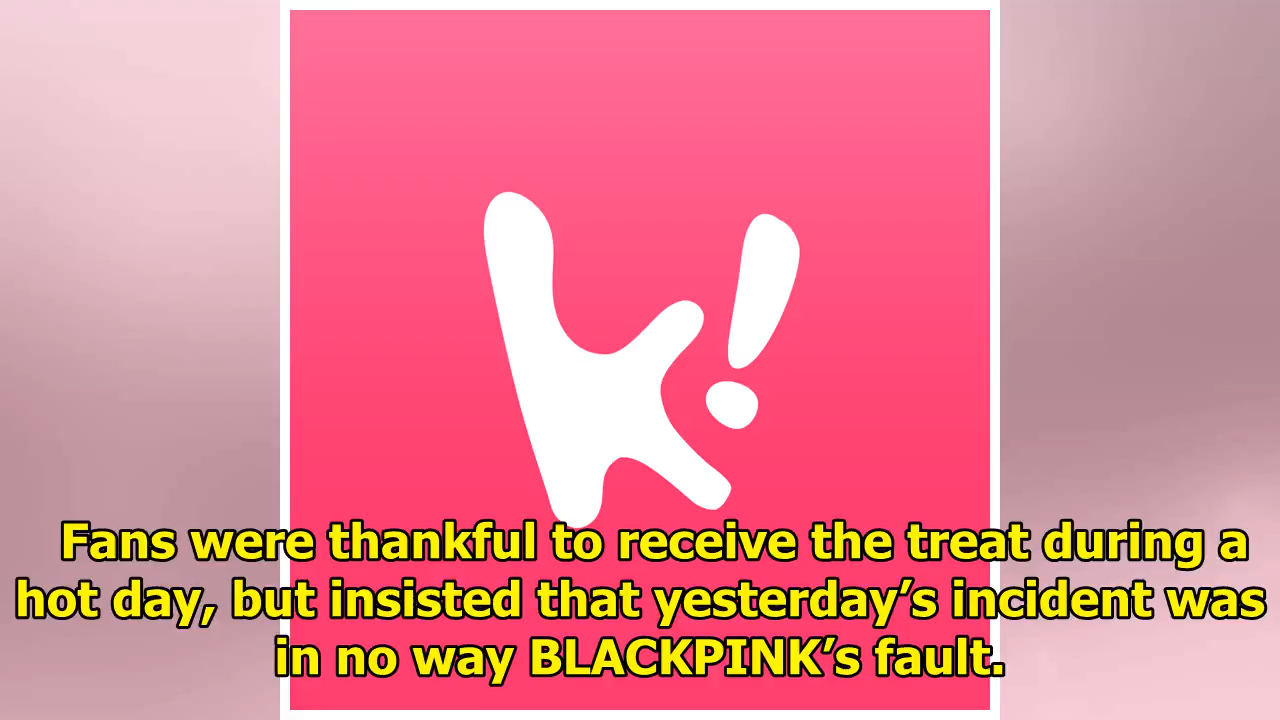 k!
Fans were thankful to receive the treat during a
hot day, but insisted that yesterday’s incident was
in no way BLACKPINK’s fault.